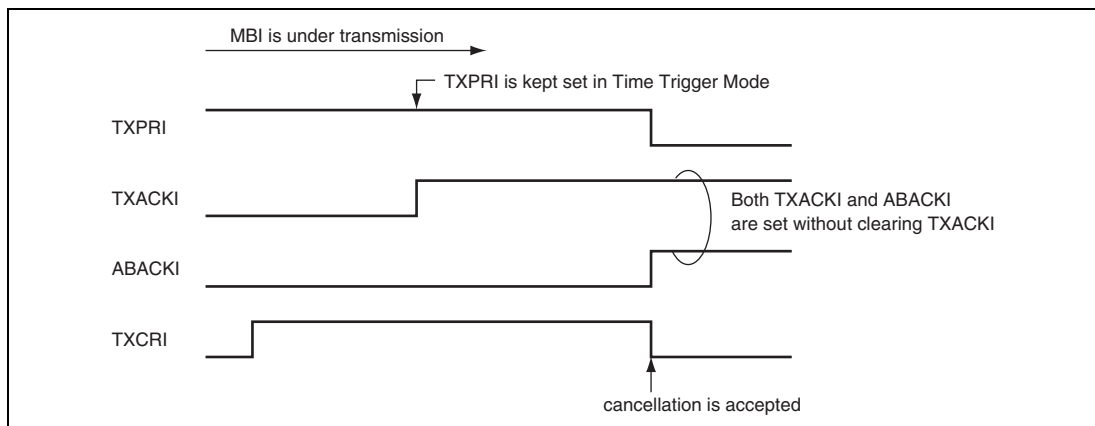 MBI is under transmission
TXPRI is kept set in Time Trigger Mode
TXPRI
TXACKI
Both TXACKI and ABACKI
are set without clearing TXACKI
ABACKI
TXCRI
cancellation is accepted